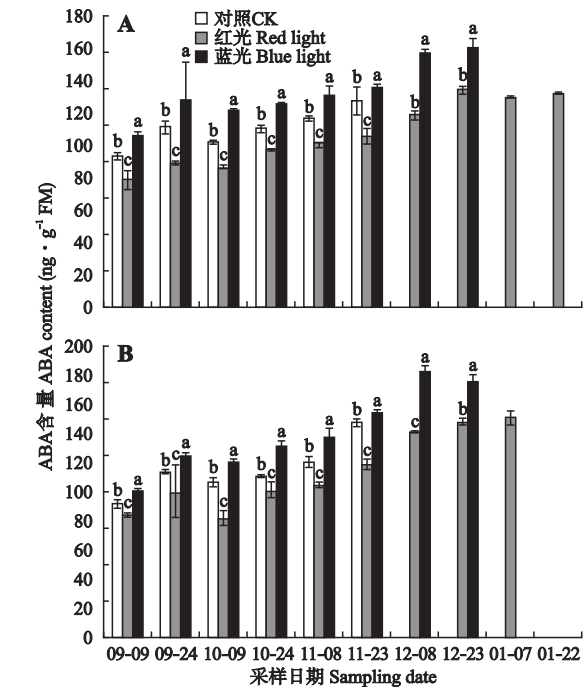 A
对照CK
红光 Red light
蓝光 Blue light
180
160
140
120
100
80
60
40
20
0
b c a
b c a
b c a
b c a
b c a
b c a
b a
b a
B
200
180
140
120
100
80
60
40
20
0
b c a
b c a
b c a
b c a
b c a
b c a
c a
b a
ABA含 量 ABA content (ng · g⁻¹ FM)
09-09 09-24 10-09 10-24 11-08 11-23 12-08 12-23 01-07 01-22
采样日期 Sampling date